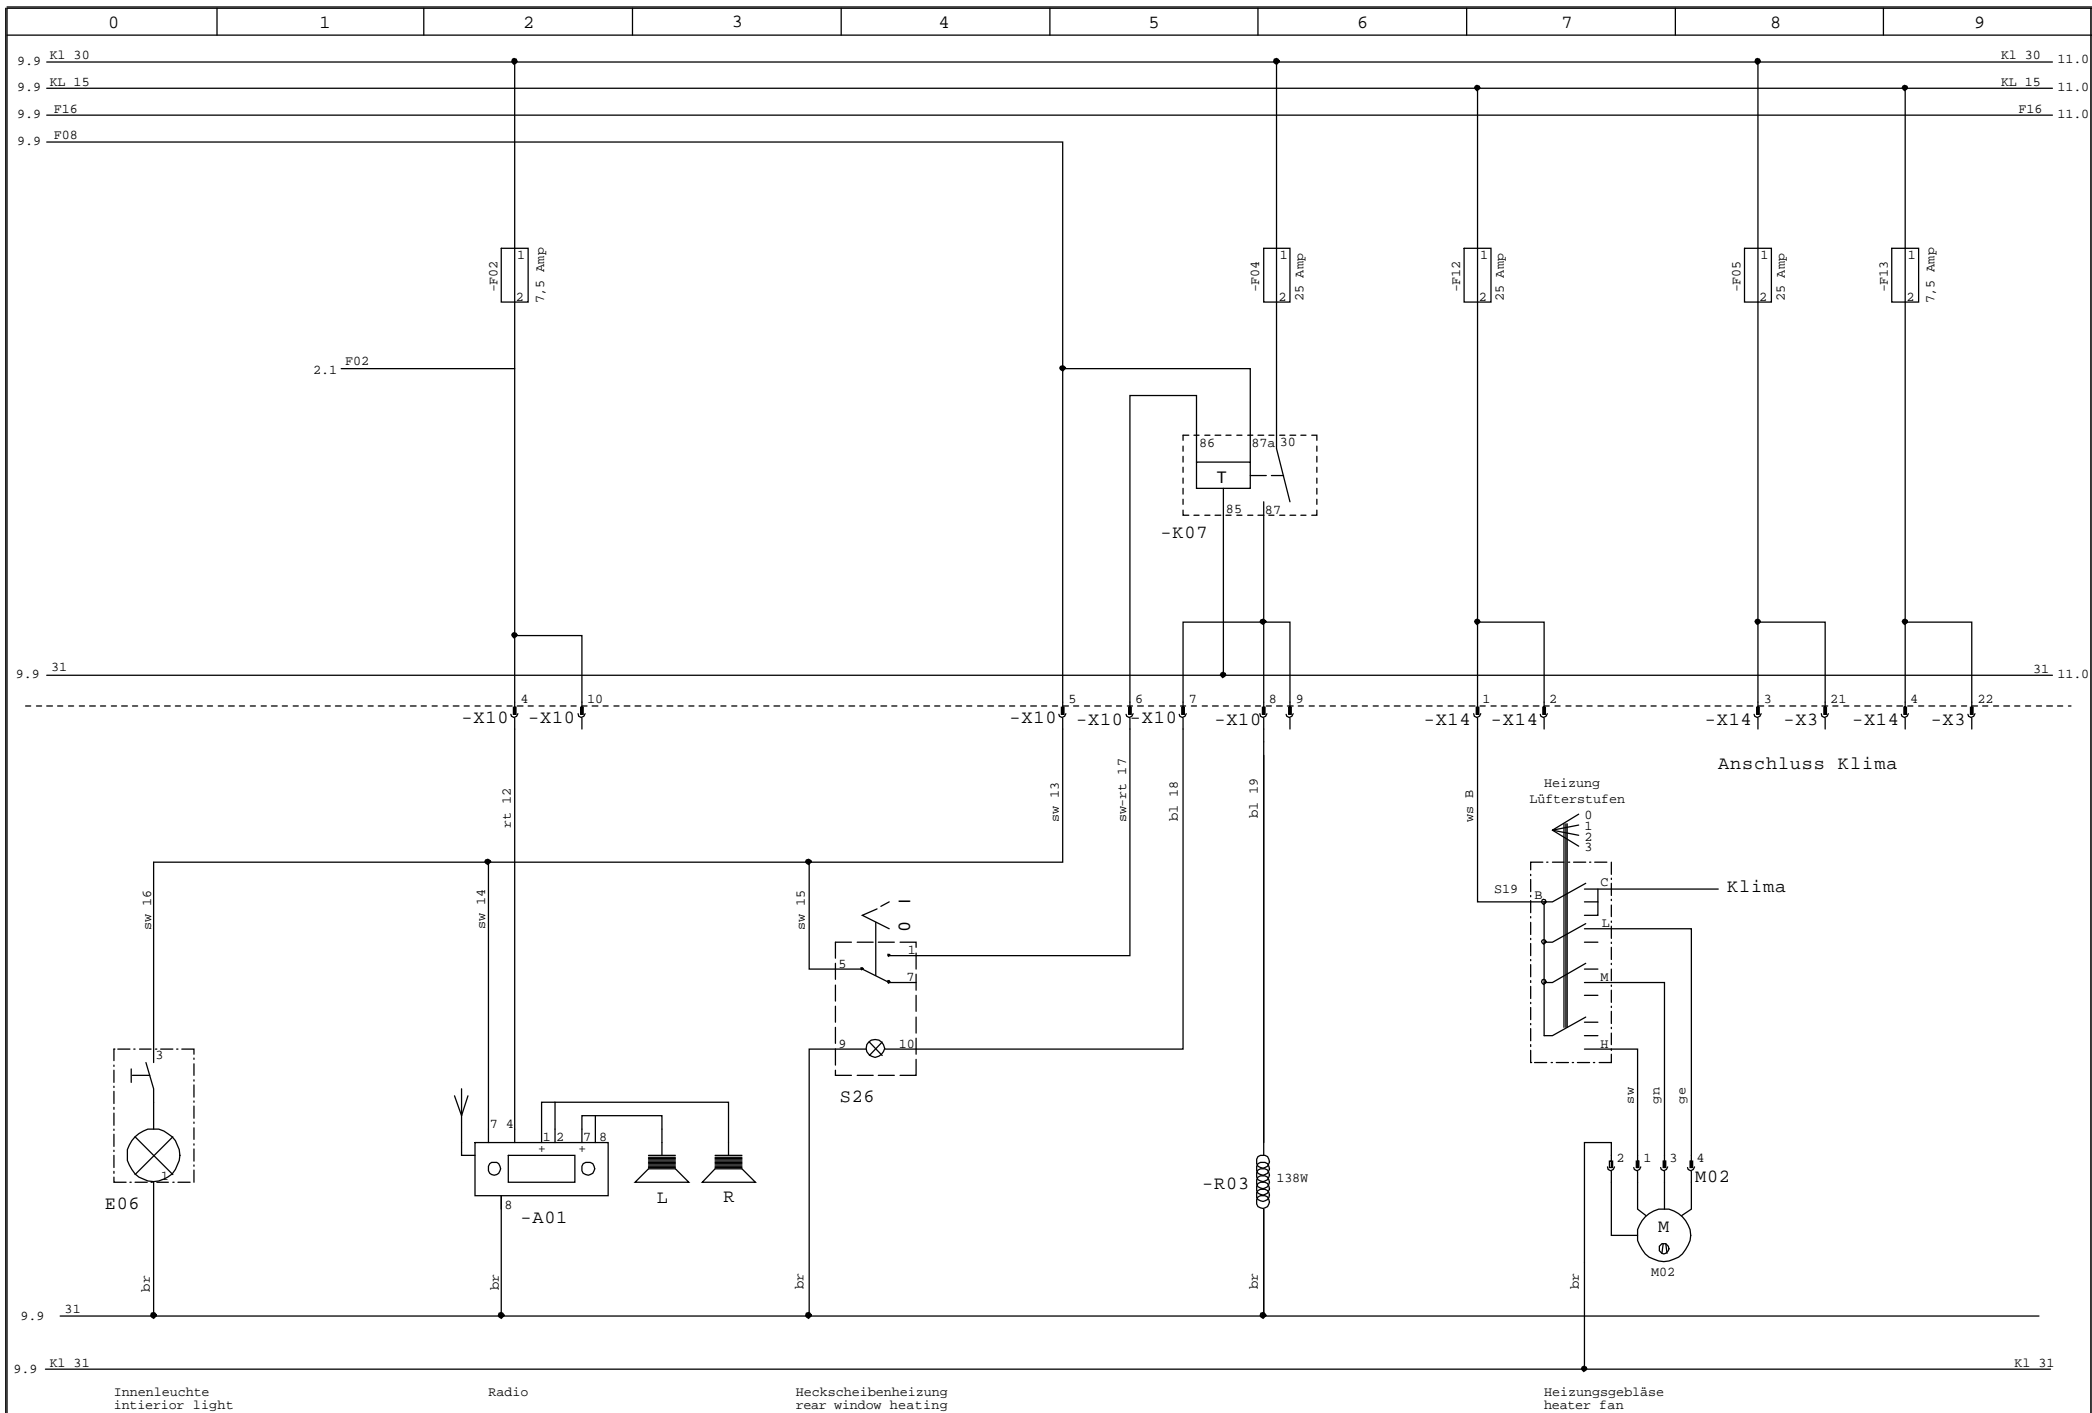 0 1 2 3 4 5 6 7 8 9
9.9 Kl 30 Kl 30 11.0
9.9 KL 15 KL 15 11.0
9.9 F16 F16 11.0
9.9 F08
-F02 1 2 7,5 Amp
-F04 1 2 25 Amp
-F12 1 2 25 Amp
-F05 1 2 25 Amp
-F13 1 2 7,5 Amp
2.1 F02
86 87a 30
T
85 87
-K07
9.9 31 31 11.0
4 10 5 6 7 8 9 1 2 3 21 4 22
-X10 -X10 -X10 -X10 -X10 -X10 -X14 -X14 -X14 -X3 -X14 -X3
Anschluss Klima
rt 12
sw 13
sw-rt 17
bl 18
bl 19
ws B
Heizung
Lüfterstufen
0
1
2
3
sw 16
sw 14
sw 15
0 I
S19 B C
Klima
L
M
H
5 1
7
9 10
S26
3
1
E06
7 4 1 2 7 8
+ +
8
-A01
L R
-R03 138W
sw gn ge
2 1 3 4
M02
M
M02
br br br br br
9.9 31
9.9 Kl 31 Kl 31
Innenleuchte
intierior light
Radio
Heckscheibenheizung
rear window heating
Heizungsgebläse
heater fan